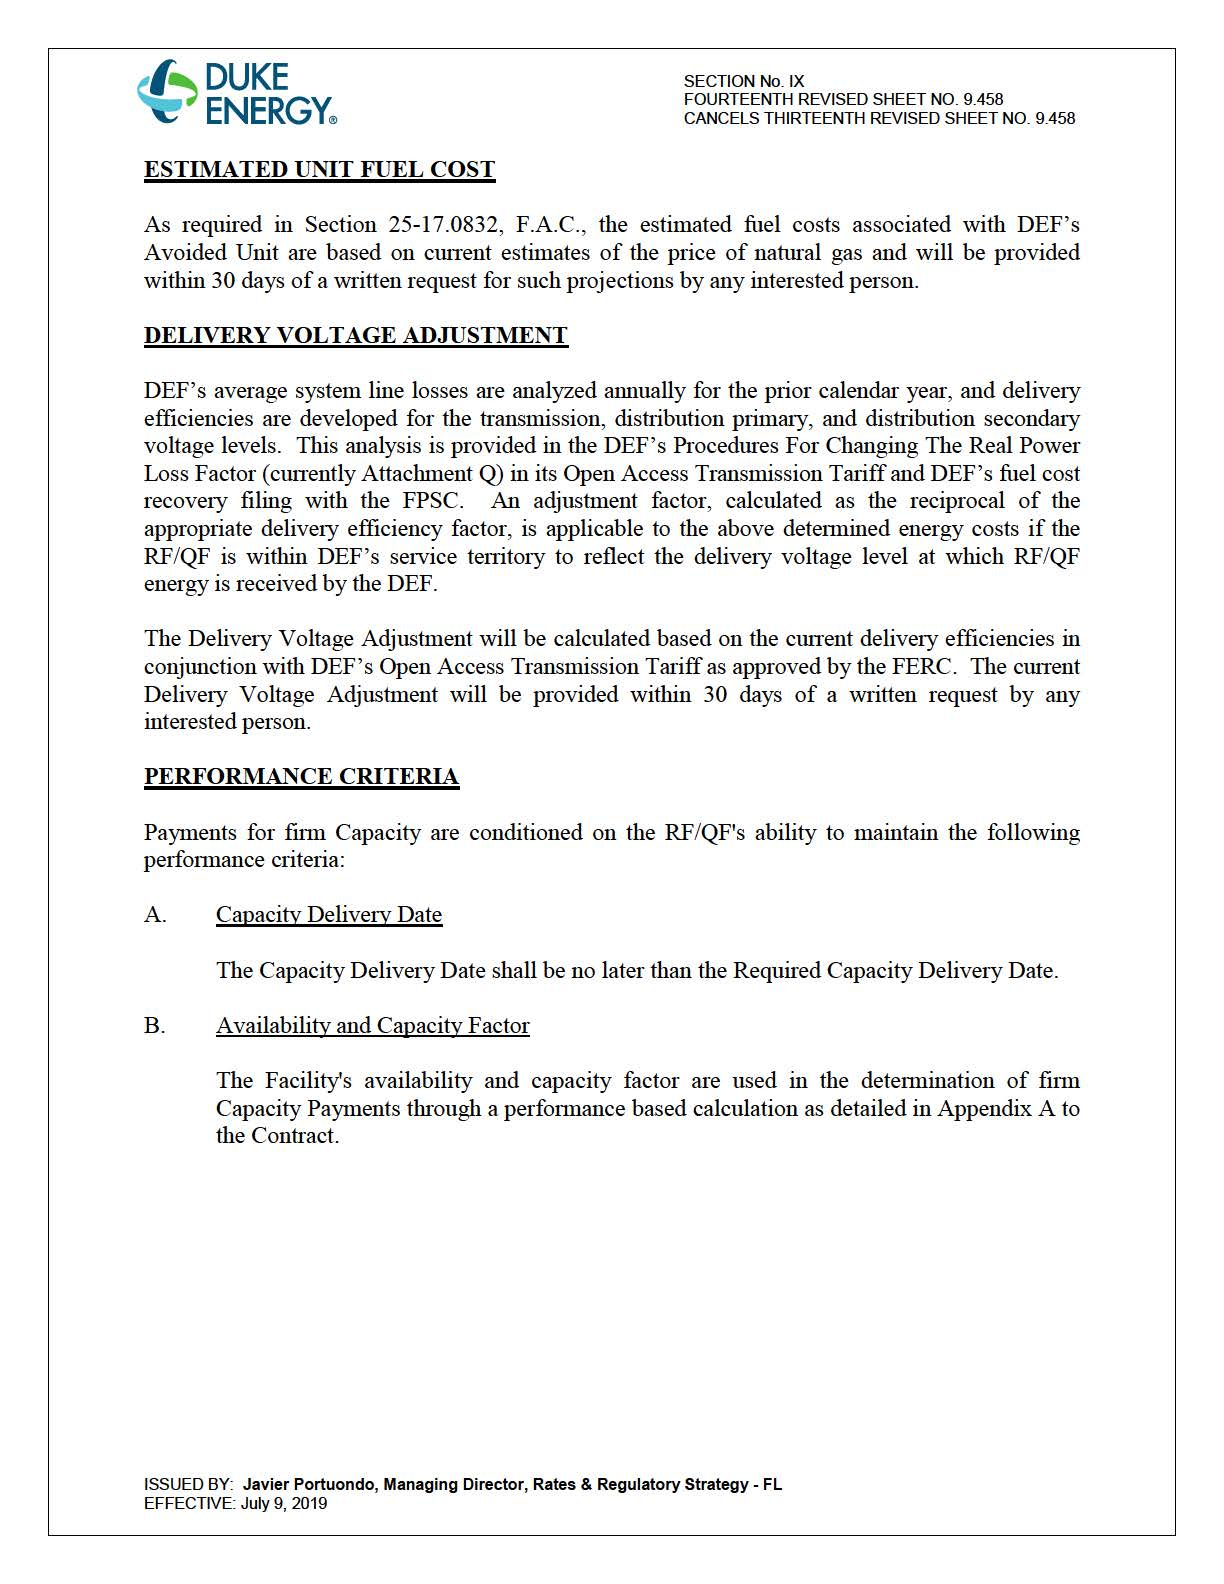 DUKE
ENERGY®
SECTION No. IX
FOURTEENTH REVISED SHEET NO. 9.458
CANCELS THIRTEENTH REVISED SHEET NO. 9.458
ESTIMATED UNIT FUEL COST
As required in Section 25-17.0832, F.A.C., the estimated fuel costs associated with DEF’s
Avoided Unit are based on current estimates of the price of natural gas and will be provided
within 30 days of a written request for such projections by any interested person.
DELIVERY VOLTAGE ADJUSTMENT
DEF’s average system line losses are analyzed annually for the prior calendar year, and delivery
efficiencies are developed for the transmission, distribution primary, and distribution secondary
voltage levels.  This analysis is provided in the DEF’s Procedures For Changing The Real Power
Loss Factor (currently Attachment Q) in its Open Access Transmission Tariff and DEF’s fuel cost
recovery filing with the FPSC.  An adjustment factor, calculated as the reciprocal of the
appropriate delivery efficiency factor, is applicable to the above determined energy costs if the
RF/QF is within DEF’s service territory to reflect the delivery voltage level at which RF/QF
energy is received by the DEF.
The Delivery Voltage Adjustment will be calculated based on the current delivery efficiencies in
conjunction with DEF’s Open Access Transmission Tariff as approved by the FERC.  The current
Delivery Voltage Adjustment will be provided within 30 days of a written request by any
interested person.
PERFORMANCE CRITERIA
Payments for firm Capacity are conditioned on the RF/QF's ability to maintain the following
performance criteria:
A. Capacity Delivery Date
The Capacity Delivery Date shall be no later than the Required Capacity Delivery Date.
B. Availability and Capacity Factor
The Facility's availability and capacity factor are used in the determination of firm
Capacity Payments through a performance based calculation as detailed in Appendix A to
the Contract.
ISSUED BY:  Javier Portuondo, Managing Director, Rates & Regulatory Strategy - FL
EFFECTIVE: July 9, 2019